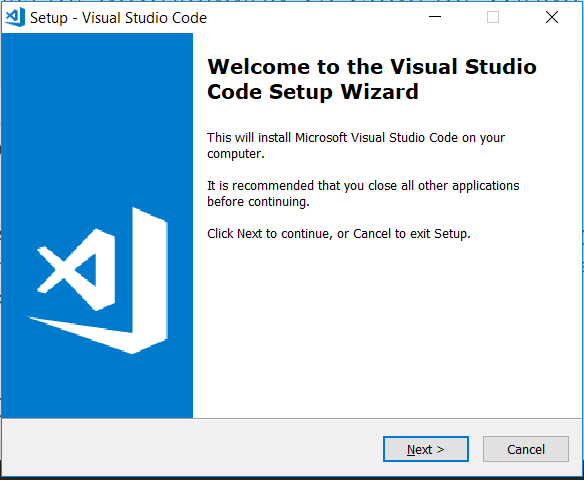 Setup - Visual Studio Code
Welcome to the Visual Studio
Code Setup Wizard
This will install Microsoft Visual Studio Code on your
computer.
It is recommended that you close all other applications
before continuing.
Click Next to continue, or Cancel to exit Setup.
Next >
Cancel